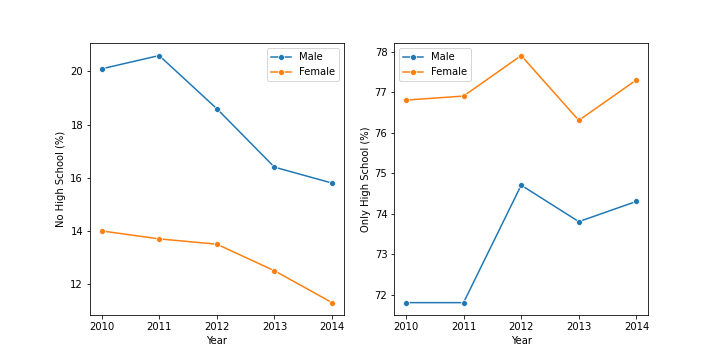 Male
Female
20
18
16
14
12
No High School (%)
2010 2011 2012 2013 2014
Year
Male
Female
78
77
76
75
74
73
72
Only High School (%)
2010 2011 2012 2013 2014
Year